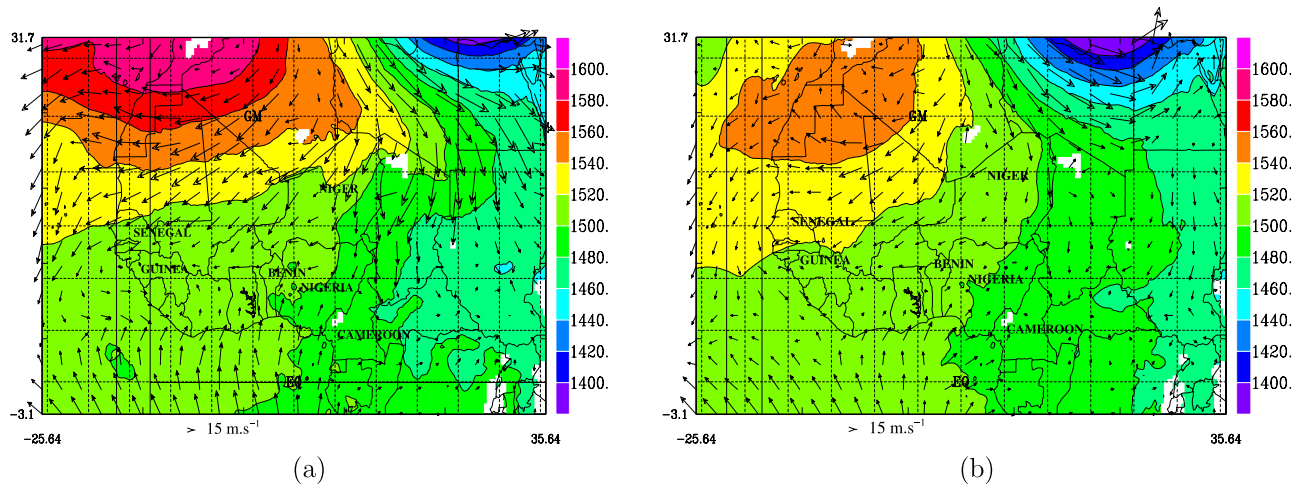 31.7
GM
NIGER
SENEGAL
GUINEA
BENIN
NIGERIA
CAMEROON
EQ
-3.1
-25.64
35.64
> 15 m.s⁻¹
1600.
1580.
1560.
1540.
1520.
1500.
1480.
1460.
1440.
1420.
1400.
(a)
31.7
GM
NIGER
SENEGAL
GUINEA
BENIN
NIGERIA
CAMEROON
EQ
-3.1
-25.64
35.64
> 15 m.s⁻¹
1600.
1580.
1560.
1540.
1520.
1500.
1480.
1460.
1440.
1420.
1400.
(b)